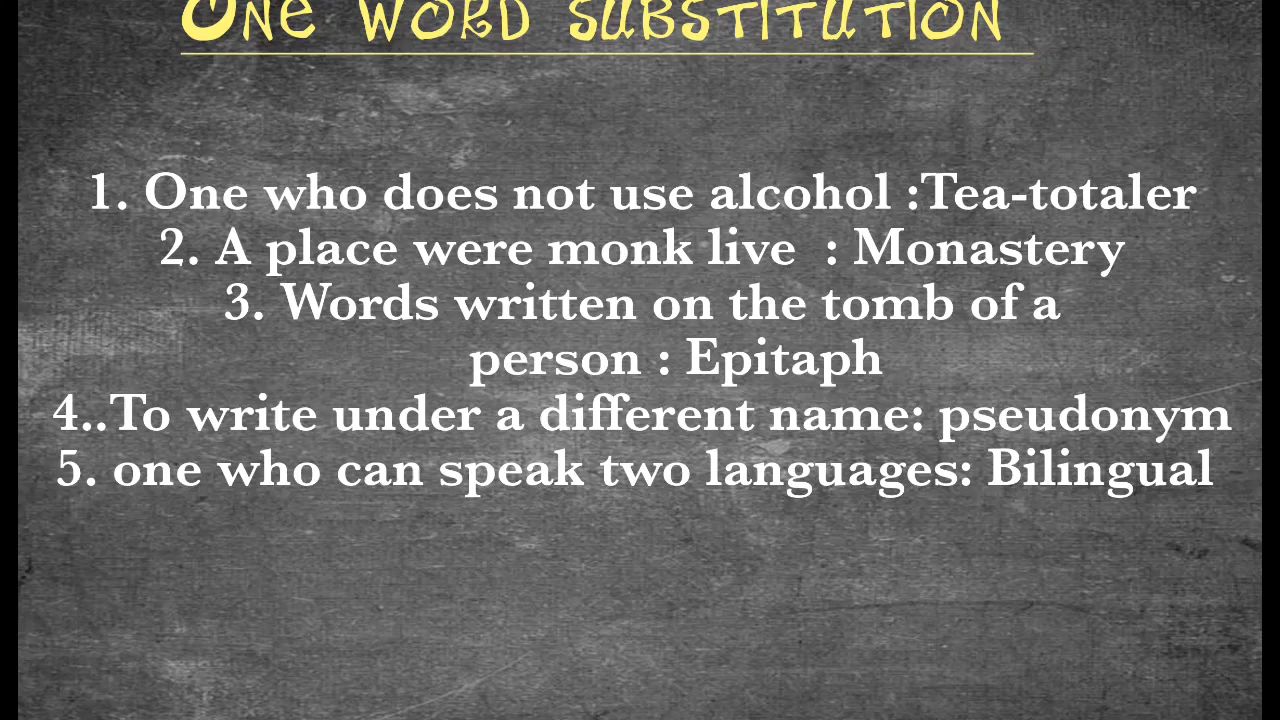 One word substitution
1. One who does not use alcohol :Tea-totaler
2. A place were monk live : Monastery
3. Words written on the tomb of a
person : Epitaph
4..To write under a different name: pseudonym
5. one who can speak two languages: Bilingual